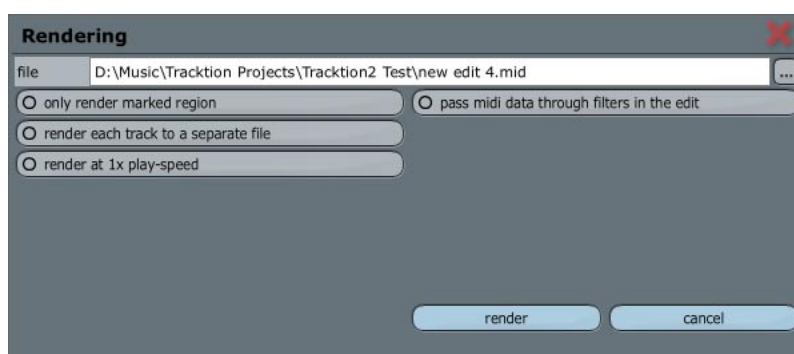 Rendering
file D:\Music\Tracktion Projects\Tracktion2 Test\new edit 4.mid ...
only render marked region
pass midi data through filters in the edit
render each track to a separate file
render at 1x play-speed
render cancel